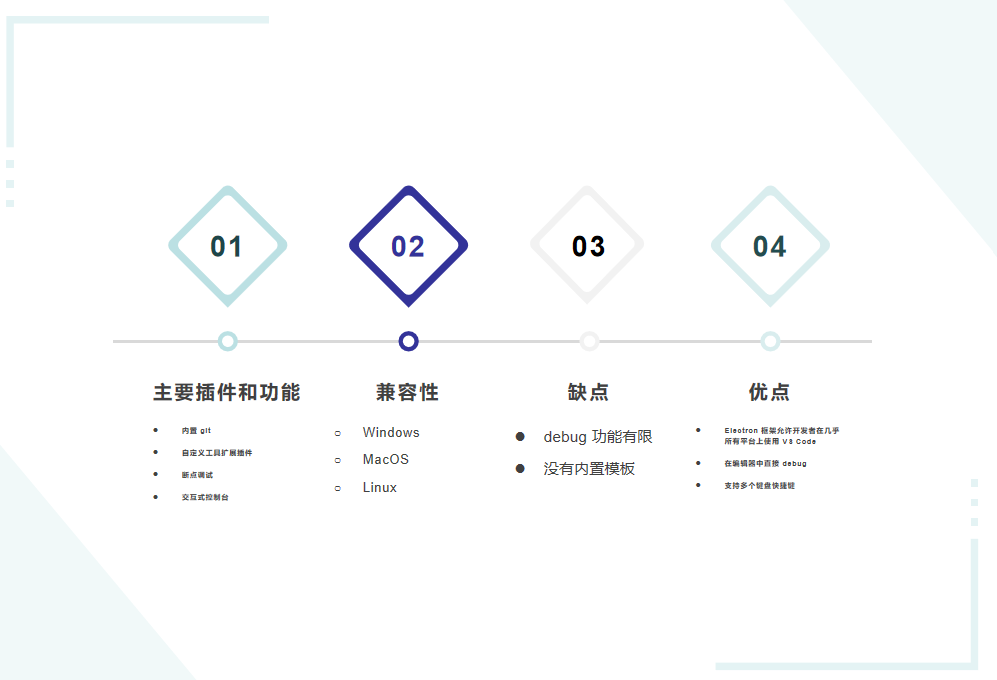 01
02
03
04
主要插件和功能
内置 git
自定义工具扩展插件
断点调试
交互式控制台
兼容性
Windows
MacOS
Linux
缺点
debug 功能有限
没有内置模板
优点
Electron 框架允许开发者在几乎
所有平台上使用 VS Code
在编辑器中直接 debug
支持多个键盘快捷键